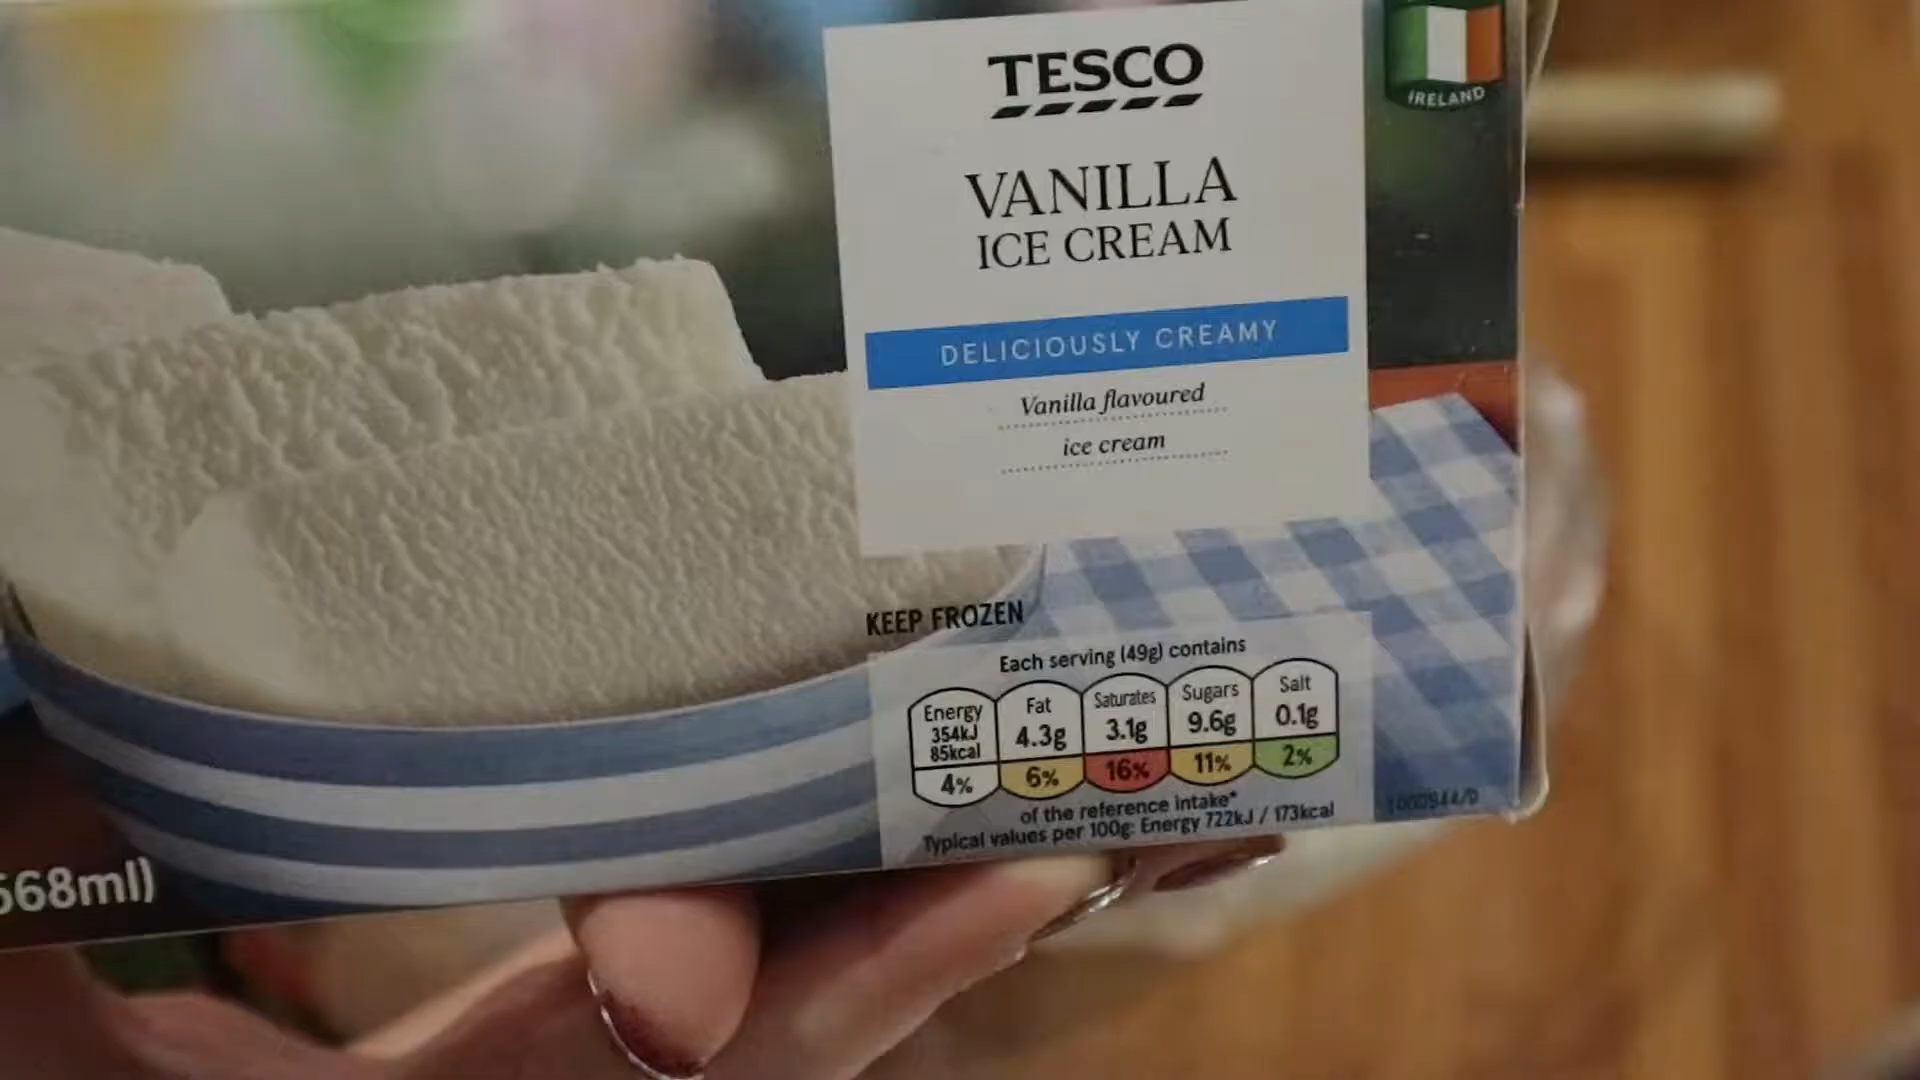 TESCO
IRELAND
VANILLA
ICE CREAM
DELICIOUSLY CREAMY
Vanilla flavoured
ice cream
KEEP FROZEN
Each serving (49g) contains
Energy 354kJ 85kcal 4%
Fat 4.3g 6%
Saturates 3.1g 16%
Sugars 9.6g 11%
Salt 0.1g 2%
of the reference intake*
Typical values per 100g: Energy 722kJ / 173kcal
568ml)